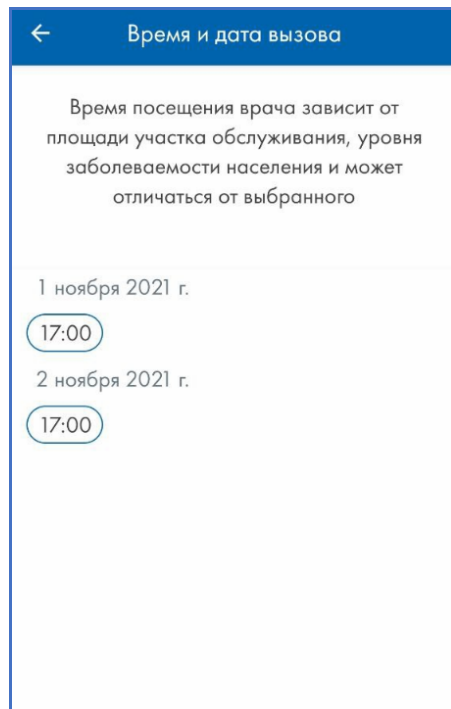 Время и дата вызова
Время посещения врача зависит от
площади участка обслуживания, уровня
заболеваемости населения и может
отличаться от выбранного
1 ноября 2021 г.
17:00
2 ноября 2021 г.
17:00